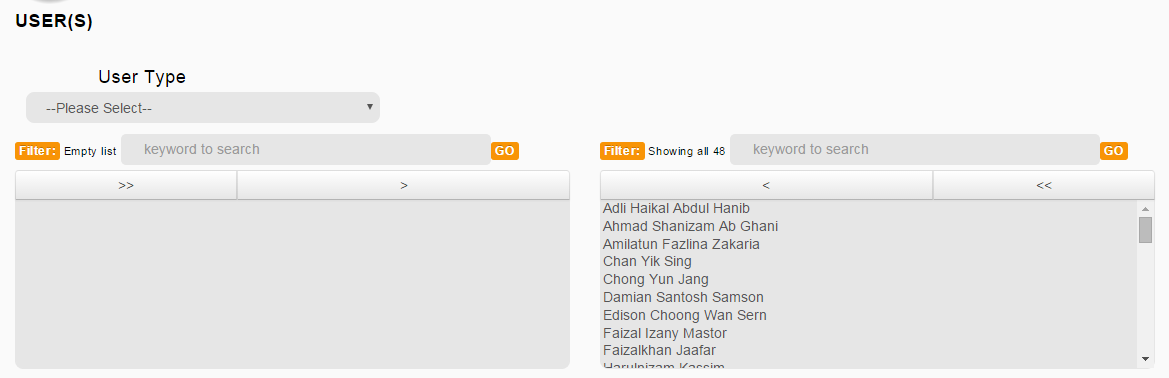 USER(S)
User Type
--Please Select--
Filter: Empty list keyword to search GO
>> >
Filter: Showing all 48 keyword to search GO
< <<
Adli Haikal Abdul Hanib
Ahmad Shanizam Ab Ghani
Amilatun Fazlina Zakaria
Chan Yik Sing
Chong Yun Jang
Damian Santosh Samson
Edison Choong Wan Sern
Faizal Izany Mastor
Faizalkhan Jaafar
Harulnizam Kassim